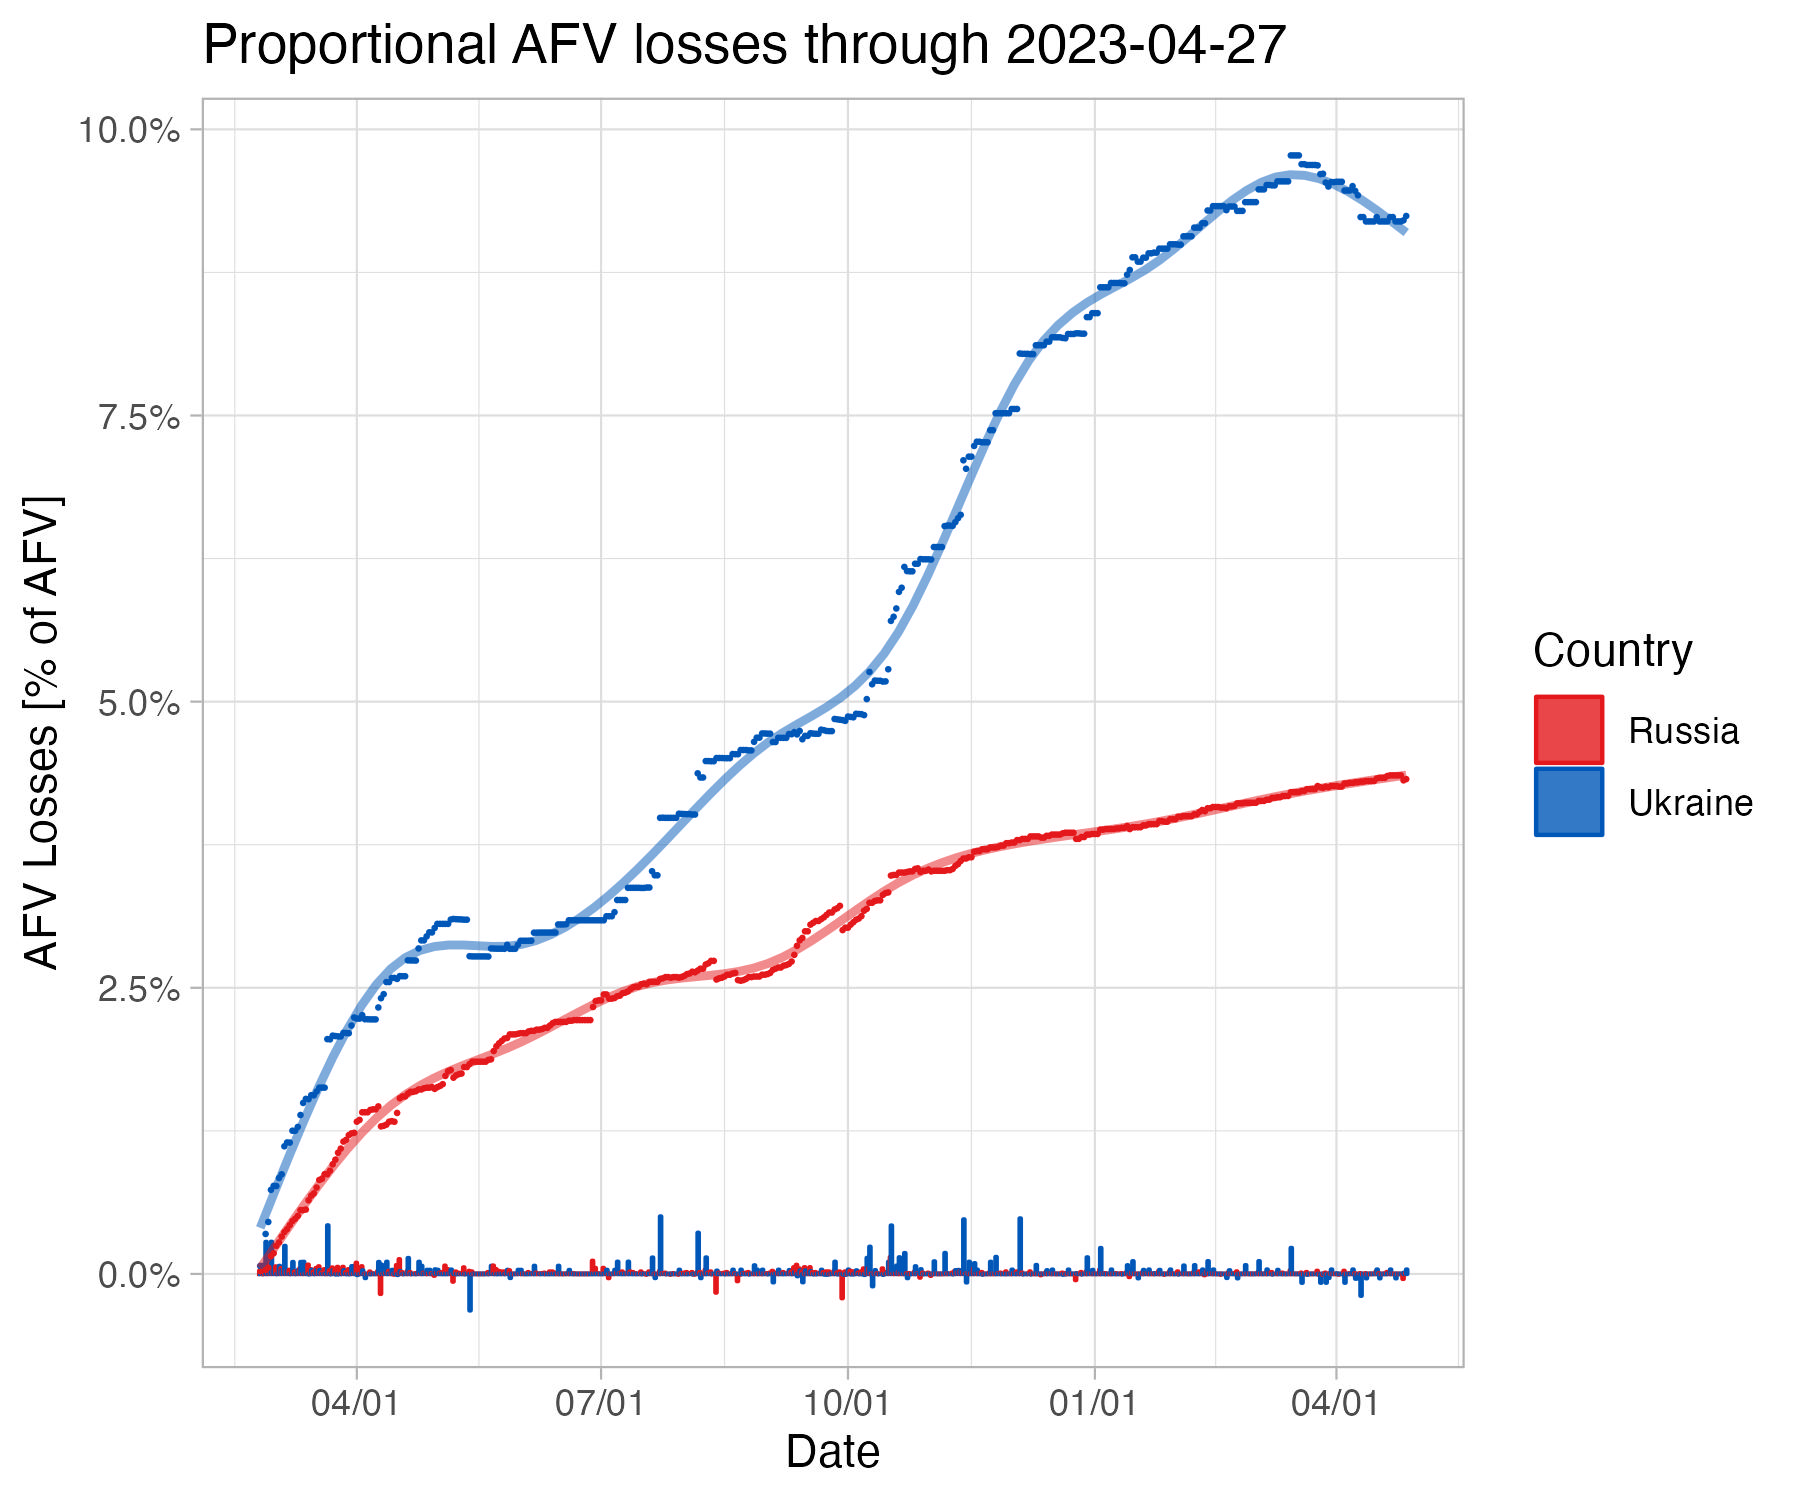 Proportional AFV losses through 2023-04-27
10.0%
7.5%
5.0%
2.5%
0.0%
AFV Losses [% of AFV]
04/01
07/01
10/01
01/01
04/01
Date
Country
Russia
Ukraine